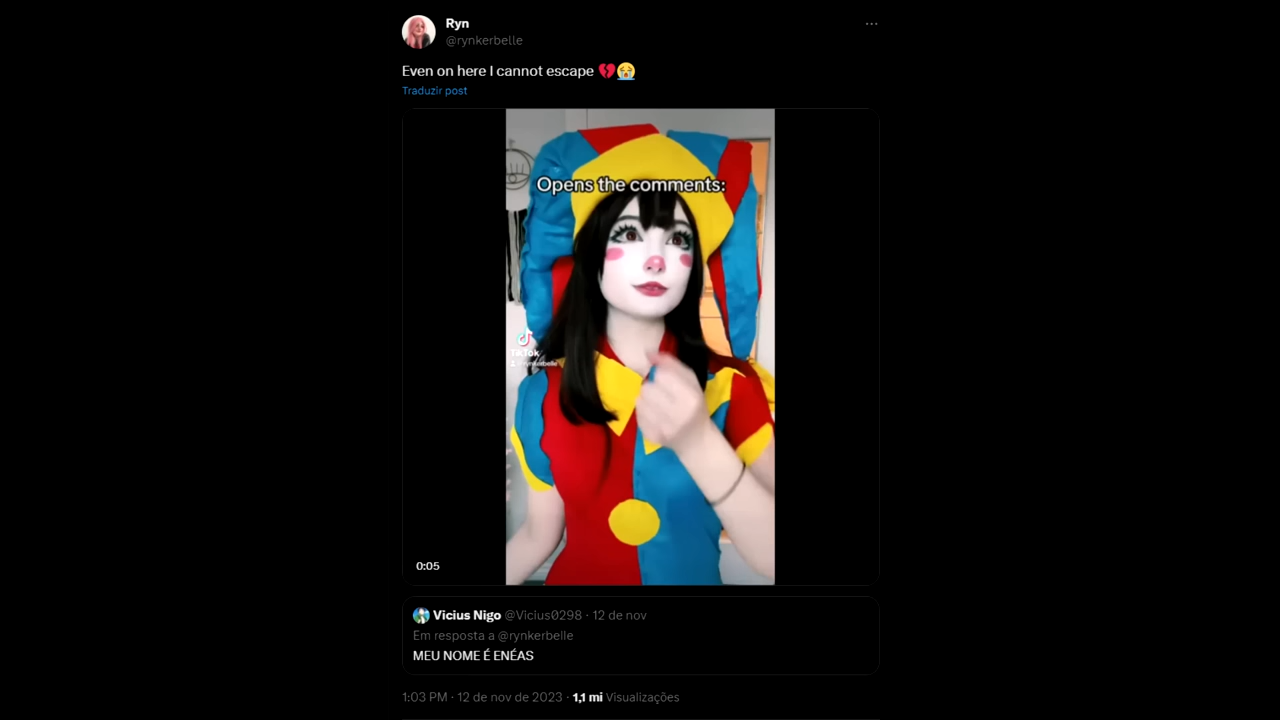 Ryn
@rynkerbelle
Even on here I cannot escape 💔😭
Traduzir post
Opens the comments:
TikTok
@rynkerbelle
0:05
Vicius Nigo @Vicius0298 · 12 de nov
Em resposta a @rynkerbelle
MEU NOME É ENÉAS
1:03 PM · 12 de nov de 2023 · 1,1 mi Visualizações